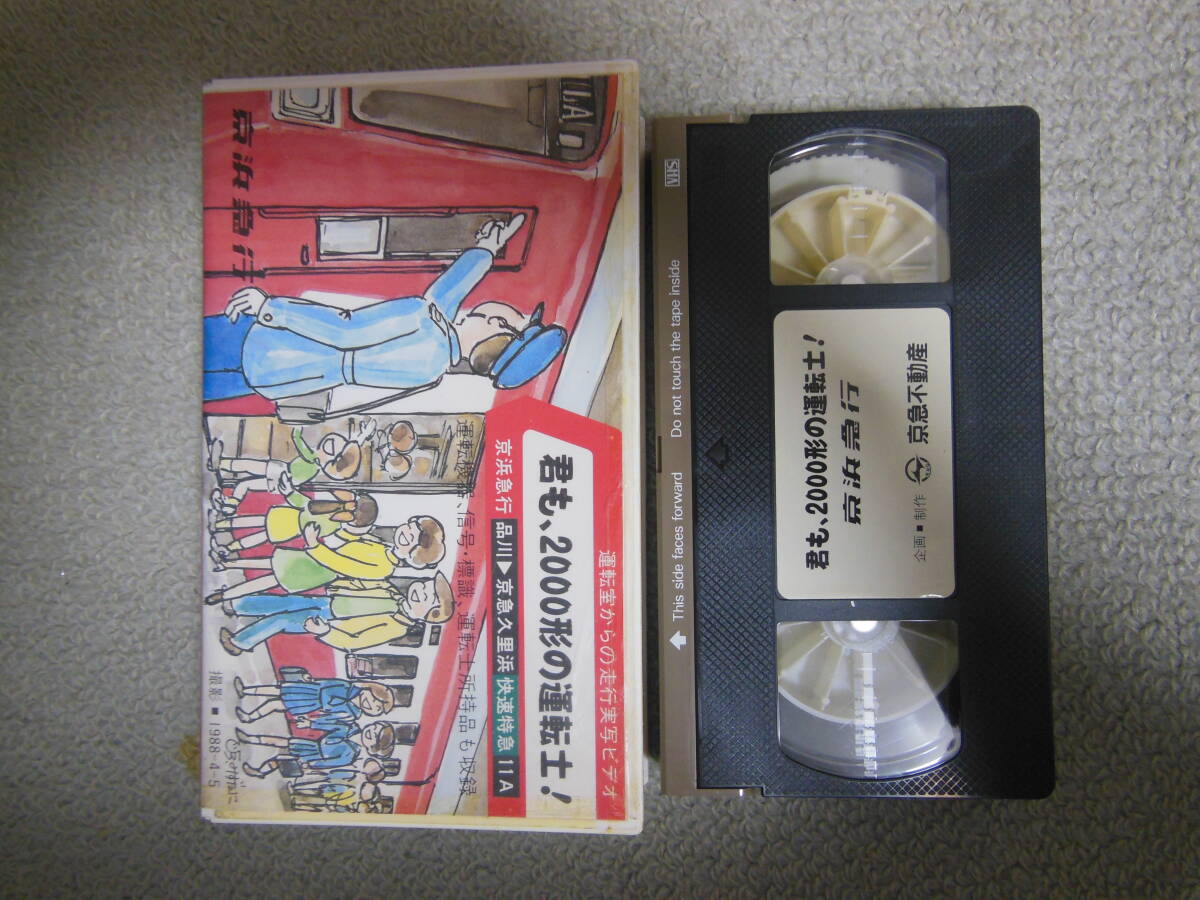 京浜急行
運転室からの走行実写ビデオ
君も、2000形の運転士!
京浜急行 品川▶京急久里浜 快速特急 11A
運転機器、信号・標識、運転士所持品も収録
撮影■1988-4-5
VHS
Do not touch the tape inside
This side faces forward
君も、2000形の運転士!
京浜急行
企画■制作 京急不動産